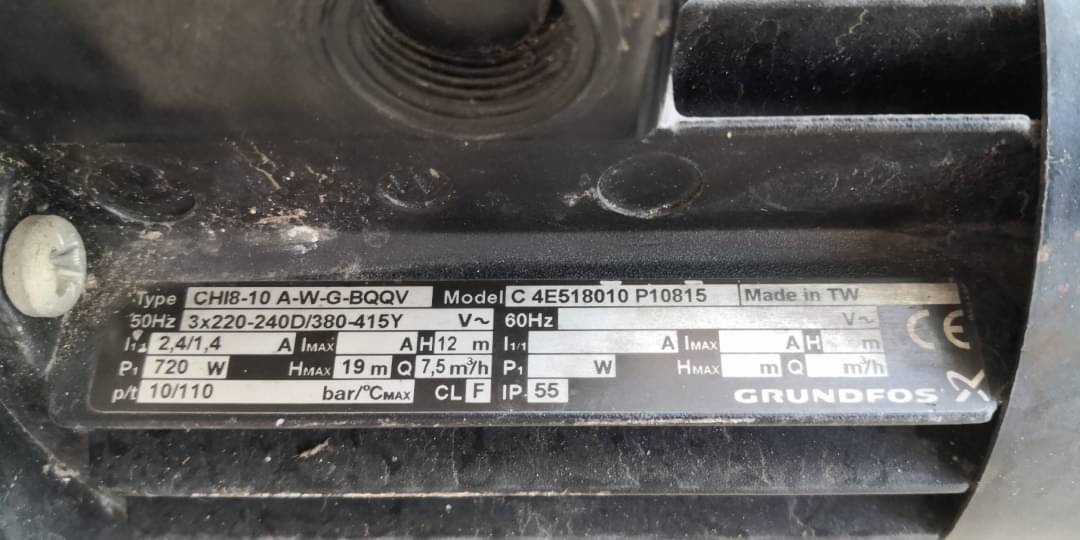 Type CHI8-10 A-W-G-BQQV Model C 4E518010 P10815 Made in TW
50Hz 3x220-240D/380-415Y V~ 60Hz V~
I1/1 2,4/1,4 A IMAX A H 12 m I1/1 A IMAX A H m
P1 720 W HMAX 19 m Q 7,5 m³/h P1 W HMAX m Q m³/h
p/t 10/110 bar/°CMAX CL F IP 55
CE
GRUNDFOS